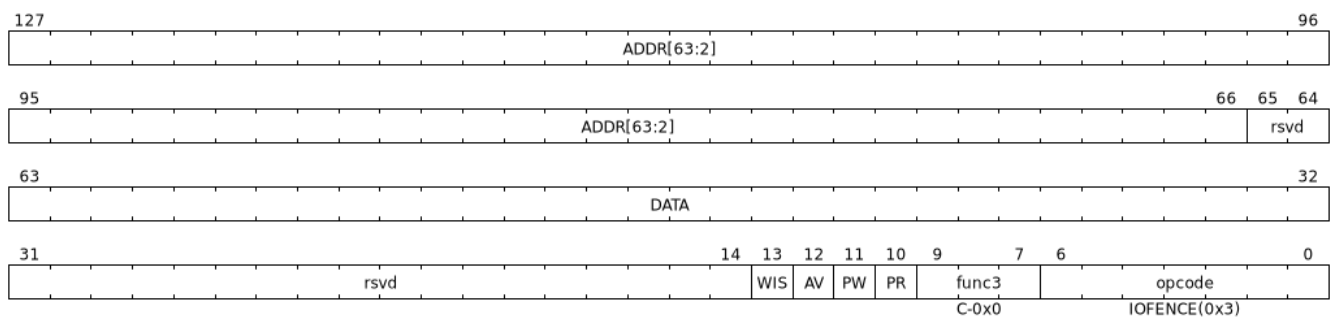 127 96
ADDR[63:2]
95 66 65 64
ADDR[63:2] rsvd
63 32
DATA
31 14 13 12 11 10 9 7 6 0
rsvd WIS AV PW PR func3 opcode
C-0x0 IOFENCE(0x3)